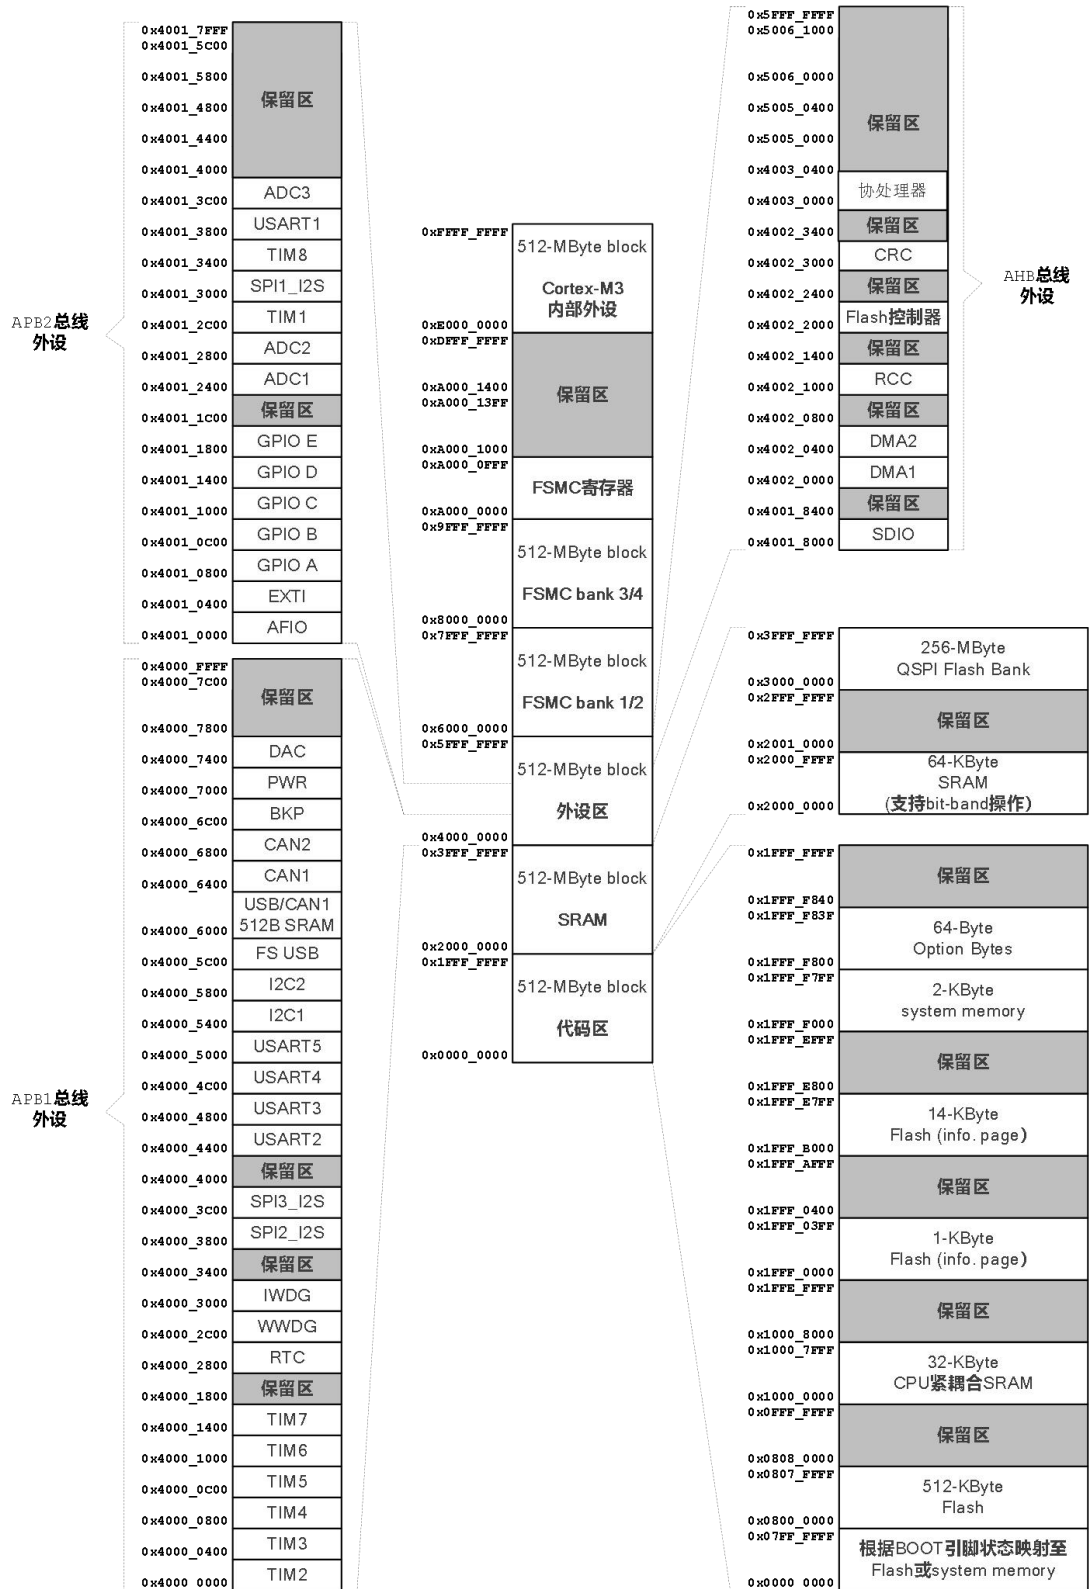 0x4001_7FFF
0x4001_5C00
0x4001_5800
0x4001_4800
0x4001_4400
0x4001_4000
保留区
ADC3
0x4001_3C00
USART1
0x4001_3800
TIM8
0x4001_3400
SPI1_I2S
0x4001_3000
TIM1
0x4001_2C00
ADC2
0x4001_2800
ADC1
0x4001_2400
保留区
0x4001_1C00
GPIO E
0x4001_1800
GPIO D
0x4001_1400
GPIO C
0x4001_1000
GPIO B
0x4001_0C00
GPIO A
0x4001_0800
EXTI
0x4001_0400
AFIO
0x4001_0000
APB2总线
外设
0x4000_FFFF
0x4000_7C00
保留区
0x4000_7800
DAC
0x4000_7400
PWR
0x4000_7000
BKP
0x4000_6C00
CAN2
0x4000_6800
CAN1
0x4000_6400
USB/CAN1
512B SRAM
0x4000_6000
FS USB
0x4000_5C00
I2C2
0x4000_5800
I2C1
0x4000_5400
USART5
0x4000_5000
USART4
0x4000_4C00
USART3
0x4000_4800
USART2
0x4000_4400
保留区
0x4000_4000
SPI3_I2S
0x4000_3C00
SPI2_I2S
0x4000_3800
保留区
0x4000_3400
IWDG
0x4000_3000
WWDG
0x4000_2C00
RTC
0x4000_2800
保留区
0x4000_1800
TIM7
0x4000_1400
TIM6
0x4000_1000
TIM5
0x4000_0C00
TIM4
0x4000_0800
TIM3
0x4000_0400
TIM2
0x4000_0000
APB1总线
外设
0xFFFF_FFFF
512-MByte block
Cortex-M3
内部外设
0xE000_0000
0xDFFF_FFFF
0xA000_1400
0xA000_13FF
保留区
0xA000_1000
0xA000_0FFF
FSMC寄存器
0xA000_0000
0x9FFF_FFFF
512-MByte block
FSMC bank 3/4
0x8000_0000
0x7FFF_FFFF
512-MByte block
FSMC bank 1/2
0x6000_0000
0x5FFF_FFFF
512-MByte block
外设区
0x4000_0000
0x3FFF_FFFF
512-MByte block
SRAM
0x2000_0000
0x1FFF_FFFF
512-MByte block
代码区
0x0000_0000
0x5FFF_FFFF
0x5006_1000
0x5006_0000
0x5005_0400
0x5005_0000
保留区
0x4003_0400
协处理器
0x4003_0000
保留区
0x4002_3400
CRC
0x4002_3000
保留区
0x4002_2400
Flash控制器
0x4002_2000
保留区
0x4002_1400
RCC
0x4002_1000
保留区
0x4002_0800
DMA2
0x4002_0400
DMA1
0x4002_0000
保留区
0x4001_8400
SDIO
0x4001_8000
AHB总线
外设
0x3FFF_FFFF
256-MByte
QSPI Flash Bank
0x3000_0000
0x2FFF_FFFF
保留区
0x2001_0000
0x2000_FFFF
64-KByte
SRAM
(支持bit-band操作)
0x2000_0000
0x1FFF_FFFF
保留区
0x1FFF_F840
0x1FFF_F83F
64-Byte
Option Bytes
0x1FFF_F800
0x1FFF_F7FF
2-KByte
system memory
0x1FFF_F000
0x1FFF_EFFF
保留区
0x1FFF_E800
0x1FFF_E7FF
14-KByte
Flash (info. page)
0x1FFF_B000
0x1FFF_AFFF
保留区
0x1FFF_0400
0x1FFF_03FF
1-KByte
Flash (info. page)
0x1FFF_0000
0x1FFE_FFFF
保留区
0x1000_8000
0x1000_7FFF
32-KByte
CPU紧耦合SRAM
0x1000_0000
0x0FFF_FFFF
保留区
0x0808_0000
0x0807_FFFF
512-KByte
Flash
0x0800_0000
0x07FF_FFFF
根据BOOT引脚状态映射至
Flash或system memory
0x0000_0000